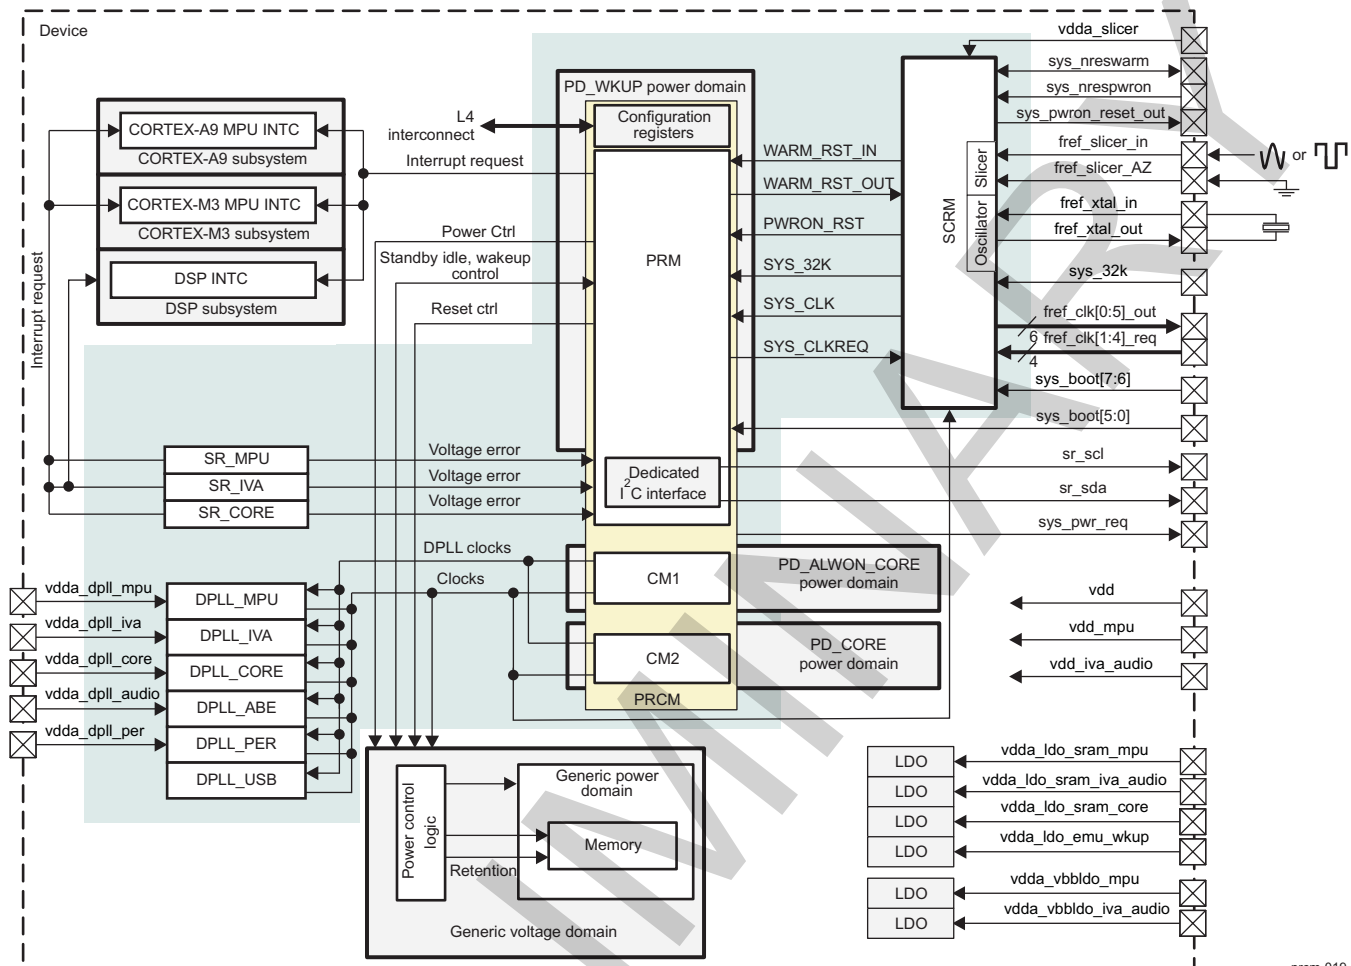 Device
vdda_slicer
sys_nreswarm
sys_nrespwron
sys_pwron_reset_out
fref_slicer_in
or
fref_slicer_AZ
fref_xtal_in
fref_xtal_out
sys_32k
fref_clk[0:5]_out
6
fref_clk[1:4]_req
4
sys_boot[7:6]
sys_boot[5:0]
sr_scl
sr_sda
sys_pwr_req
vdd
vdd_mpu
vdd_iva_audio
PD_WKUP power domain
Configuration
registers
L4
interconnect
Interrupt request
CORTEX-A9 MPU INTC
CORTEX-A9 subsystem
CORTEX-M3 MPU INTC
CORTEX-M3 subsystem
DSP INTC
DSP subsystem
Interrupt request
Power Ctrl
Standby idle, wakeup
control
Reset ctrl
PRM
WARM_RST_IN
WARM_RST_OUT
PWRON_RST
SYS_32K
SYS_CLK
SYS_CLKREQ
SCRM
Slicer
Oscillator
SR_MPU
SR_IVA
SR_CORE
Voltage error
Voltage error
Voltage error
Dedicated
I2C interface
DPLL clocks
Clocks
CM1
PD_ALWON_CORE
power domain
CM2
PD_CORE
power domain
PRCM
vdda_dpll_mpu
vdda_dpll_iva
vdda_dpll_core
vdda_dpll_audio
vdda_dpll_per
DPLL_MPU
DPLL_IVA
DPLL_CORE
DPLL_ABE
DPLL_PER
DPLL_USB
Power control
logic
Generic power
domain
Memory
Retention
Generic voltage domain
LDO
vdda_ldo_sram_mpu
LDO
vdda_ldo_sram_iva_audio
LDO
vdda_ldo_sram_core
LDO
vdda_ldo_emu_wkup
LDO
vdda_vbbldo_mpu
LDO
vdda_vbbldo_iva_audio